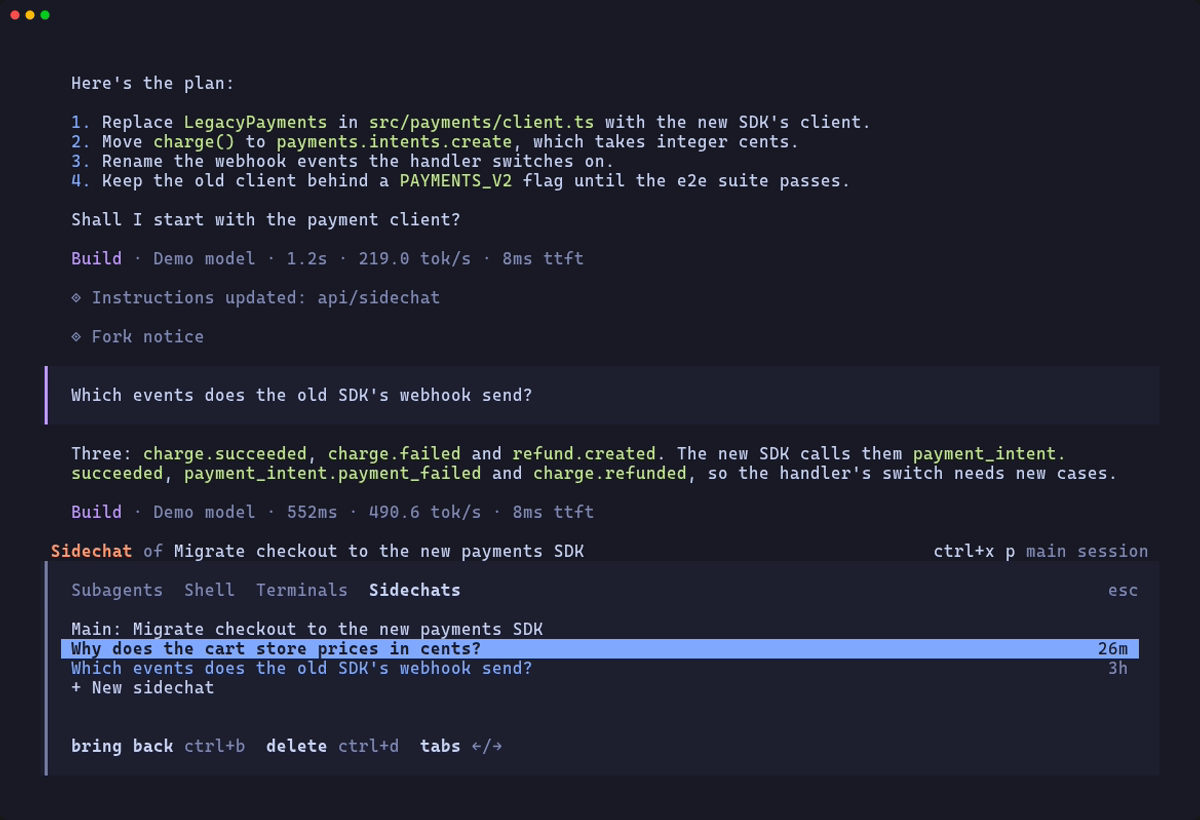 Here's the plan:
1. Replace LegacyPayments in src/payments/client.ts with the new SDK's client.
2. Move charge() to payments.intents.create, which takes integer cents.
3. Rename the webhook events the handler switches on.
4. Keep the old client behind a PAYMENTS_V2 flag until the e2e suite passes.
Shall I start with the payment client?
Build · Demo model · 1.2s · 219.0 tok/s · 8ms ttft
⟐ Instructions updated: api/sidechat
⟐ Fork notice
Which events does the old SDK's webhook send?
Three: charge.succeeded, charge.failed and refund.created. The new SDK calls them payment_intent.
succeeded, payment_intent.payment_failed and charge.refunded, so the handler's switch needs new cases.
Build · Demo model · 552ms · 490.6 tok/s · 8ms ttft
Sidechat of Migrate checkout to the new payments SDK ctrl+x p main session
Subagents Shell Terminals Sidechats esc
Main: Migrate checkout to the new payments SDK
Why does the cart store prices in cents? 26m
Which events does the old SDK's webhook send? 3h
+ New sidechat
bring back ctrl+b delete ctrl+d tabs ←/→